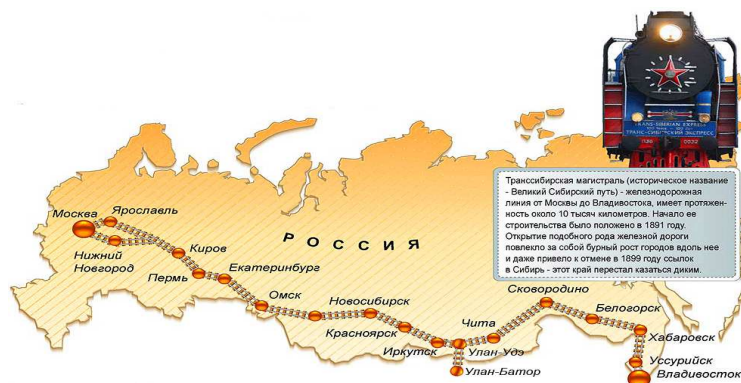 TRANS-SIBERIAN EXPRESS
ТРАНС-СИБИРСКИЙ ЭКСПРЕСС
Транссибирская магистраль (историческое название
- Великий Сибирский путь) - железнодорожная
линия от Москвы до Владивостока, имеет протяжен-
ность около 10 тысяч километров. Начало ее
строительства было положено в 1891 году.
Открытие подобного рода железной дороги
повлекло за собой бурный рост городов вдоль нее
и даже привело к отмене в 1899 году ссылок
в Сибирь - этот край перестал казаться диким.
РОССИЯ
Москва
Ярославль
Нижний
Новгород
Киров
Пермь
Екатеринбург
Омск
Новосибирск
Красноярск
Иркутск
Улан-Удэ
Улан-Батор
Чита
Сковородино
Белогорск
Хабаровск
Уссурийск
Владивосток